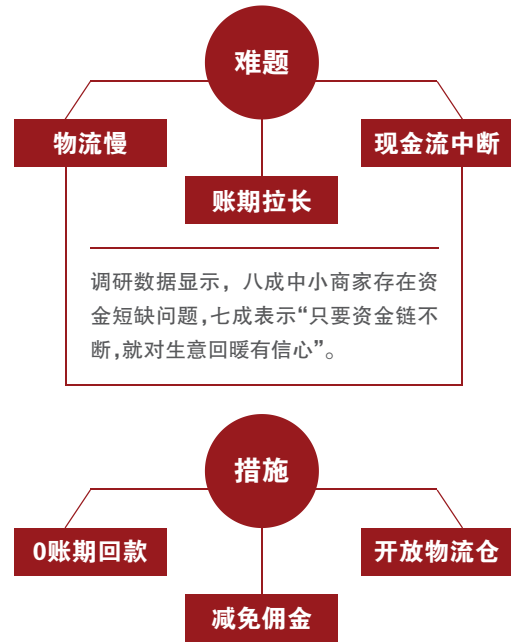 难题
物流慢
现金流中断
账期拉长
调研数据显示，八成中小商家存在资
金短缺问题,七成表示“只要资金链不
断,就对生意回暖有信心”。
措施
0账期回款
开放物流仓
减免佣金